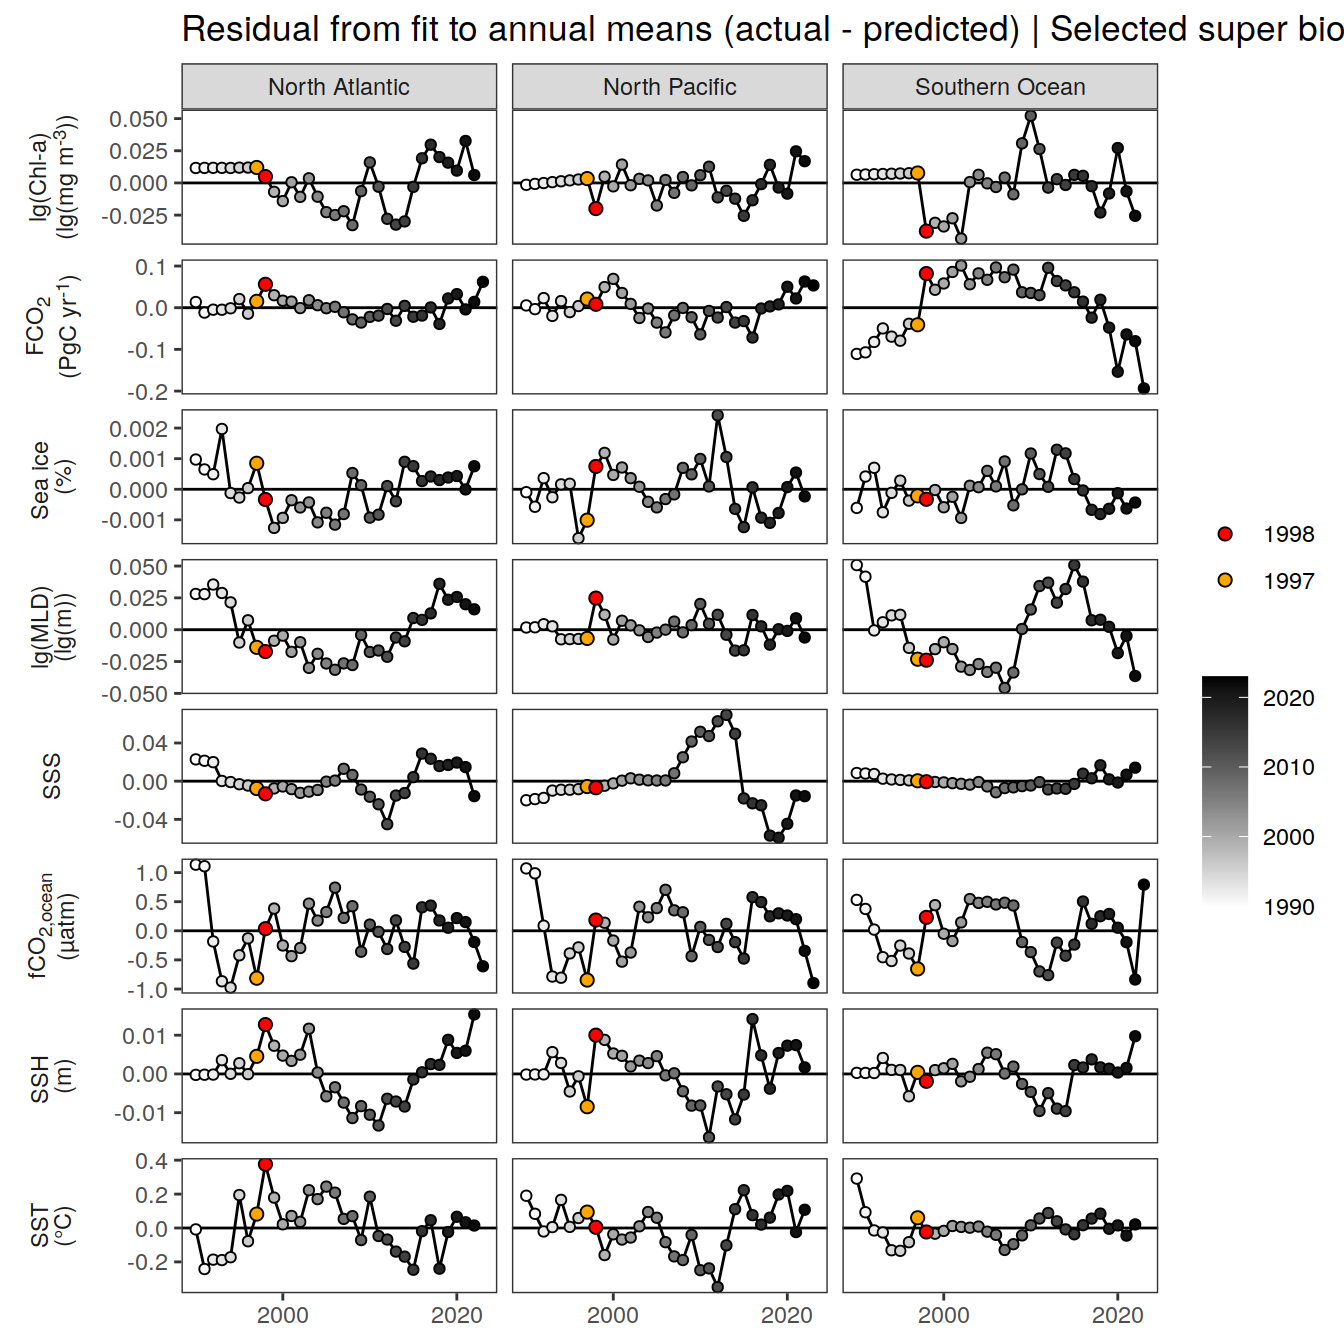 Residual from fit to annual means (actual - predicted) | Selected super bio
North Atlantic
North Pacific
Southern Ocean
lg(Chl-a)
(lg(mg m⁻³))
0.050
0.025
0.000
-0.025
FCO₂
(PgC yr⁻¹)
0.1
0.0
-0.1
-0.2
Sea ice
(%)
0.002
0.001
0.000
-0.001
lg(MLD)
(lg(m))
0.050
0.025
0.000
-0.025
-0.050
SSS
0.04
0.00
-0.04
fCO₂,ocean
(µatm)
1.0
0.5
0.0
-0.5
-1.0
SSH
(m)
0.01
0.00
-0.01
SST
(°C)
0.4
0.2
0.0
-0.2
2000
2020
2000
2020
2000
2020
1998
1997
2020
2010
2000
1990